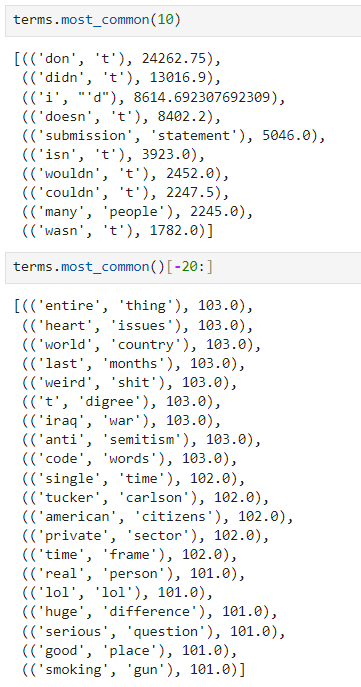 terms.most_common(10)
[(('don', 't'), 24262.75),
(('didn', 't'), 13016.9),
(('i', "'d"), 8614.692307692309),
(('doesn', 't'), 8402.2),
(('submission', 'statement'), 5046.0),
(('isn', 't'), 3923.0),
(('wouldn', 't'), 2452.0),
(('couldn', 't'), 2247.5),
(('many', 'people'), 2245.0),
(('wasn', 't'), 1782.0)]
terms.most_common()[-20:]
[(('entire', 'thing'), 103.0),
(('heart', 'issues'), 103.0),
(('world', 'country'), 103.0),
(('last', 'months'), 103.0),
(('weird', 'shit'), 103.0),
(('t', 'degree'), 103.0),
(('iraq', 'war'), 103.0),
(('anti', 'semitism'), 103.0),
(('code', 'words'), 103.0),
(('single', 'time'), 102.0),
(('tucker', 'carlson'), 102.0),
(('american', 'citizens'), 102.0),
(('private', 'sector'), 102.0),
(('time', 'frame'), 102.0),
(('real', 'person'), 101.0),
(('lol', 'lol'), 101.0),
(('huge', 'difference'), 101.0),
(('serious', 'question'), 101.0),
(('good', 'place'), 101.0),
(('smoking', 'gun'), 101.0)]